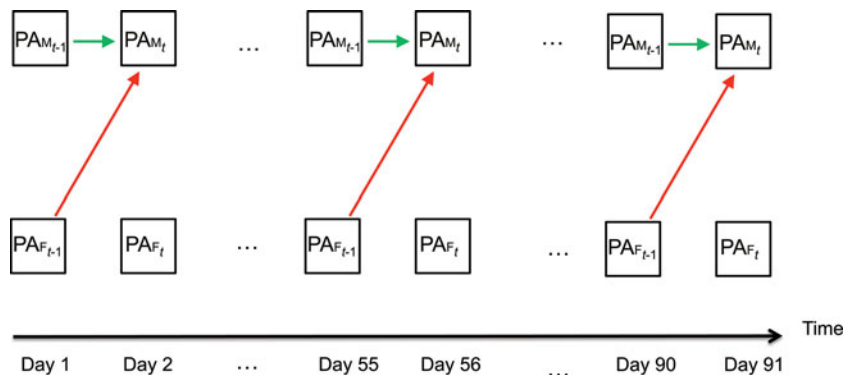 PAMt-1 PAMt ... PAMt-1 PAMt ... PAMt-1 PAMt
PAFt-1 PAFt ... PAFt-1 PAFt ... PAFt-1 PAFt
Time
Day 1 Day 2 ... Day 55 Day 56 ... Day 90 Day 91